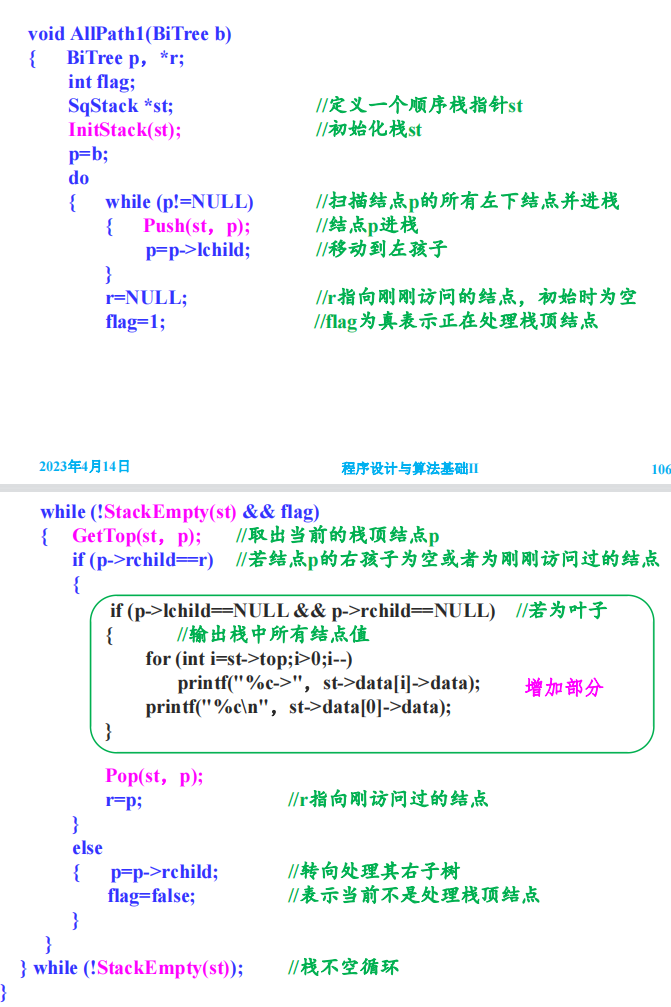 void AllPath1(BiTree b)
{ BiTree p，*r;
int flag;
SqStack *st; //定义一个顺序栈指针st
InitStack(st); //初始化栈st
p=b;
do
{ while (p!=NULL) //扫描结点p的所有左下结点并进栈
{ Push(st，p); //结点p进栈
p=p->lchild; //移动到左孩子
}
r=NULL; //r指向刚刚访问的结点，初始时为空
flag=1; //flag为真表示正在处理栈顶结点
2023年4月14日 程序设计与算法基础II 106
while (!StackEmpty(st) && flag)
{ GetTop(st，p); //取出当前的栈顶结点p
if (p->rchild==r) //若结点p的右孩子为空或者为刚刚访问过的结点
{
if (p->lchild==NULL && p->rchild==NULL) //若为叶子
{ //输出栈中所有结点值
for (int i=st->top;i>0;i--)
printf("%c->"，st->data[i]->data); 增加部分
printf("%c\n"，st->data[0]->data);
}
Pop(st，p);
r=p; //r指向刚访问过的结点
}
else
{ p=p->rchild; //转向处理其右子树
flag=false; //表示当前不是处理栈顶结点
}
}
} while (!StackEmpty(st)); //栈不空循环
}